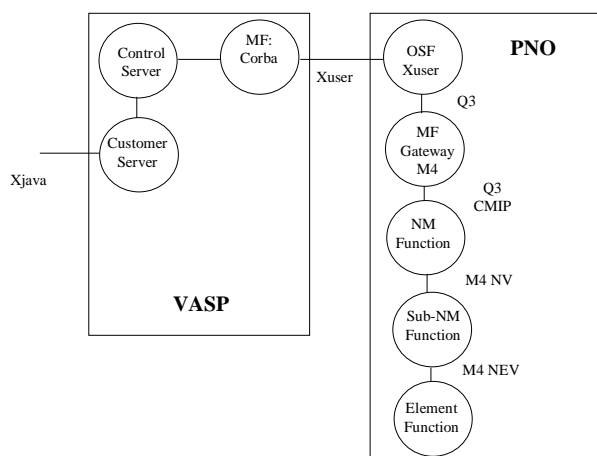 Control
Server
MF:
Corba
Xuser
OSF
Xuser
PNO
Q3
Customer
Server
MF
Gateway
M4
Xjava
Q3
CMIP
NM
Function
M4 NV
VASP
Sub-NM
Function
M4 NEV
Element
Function